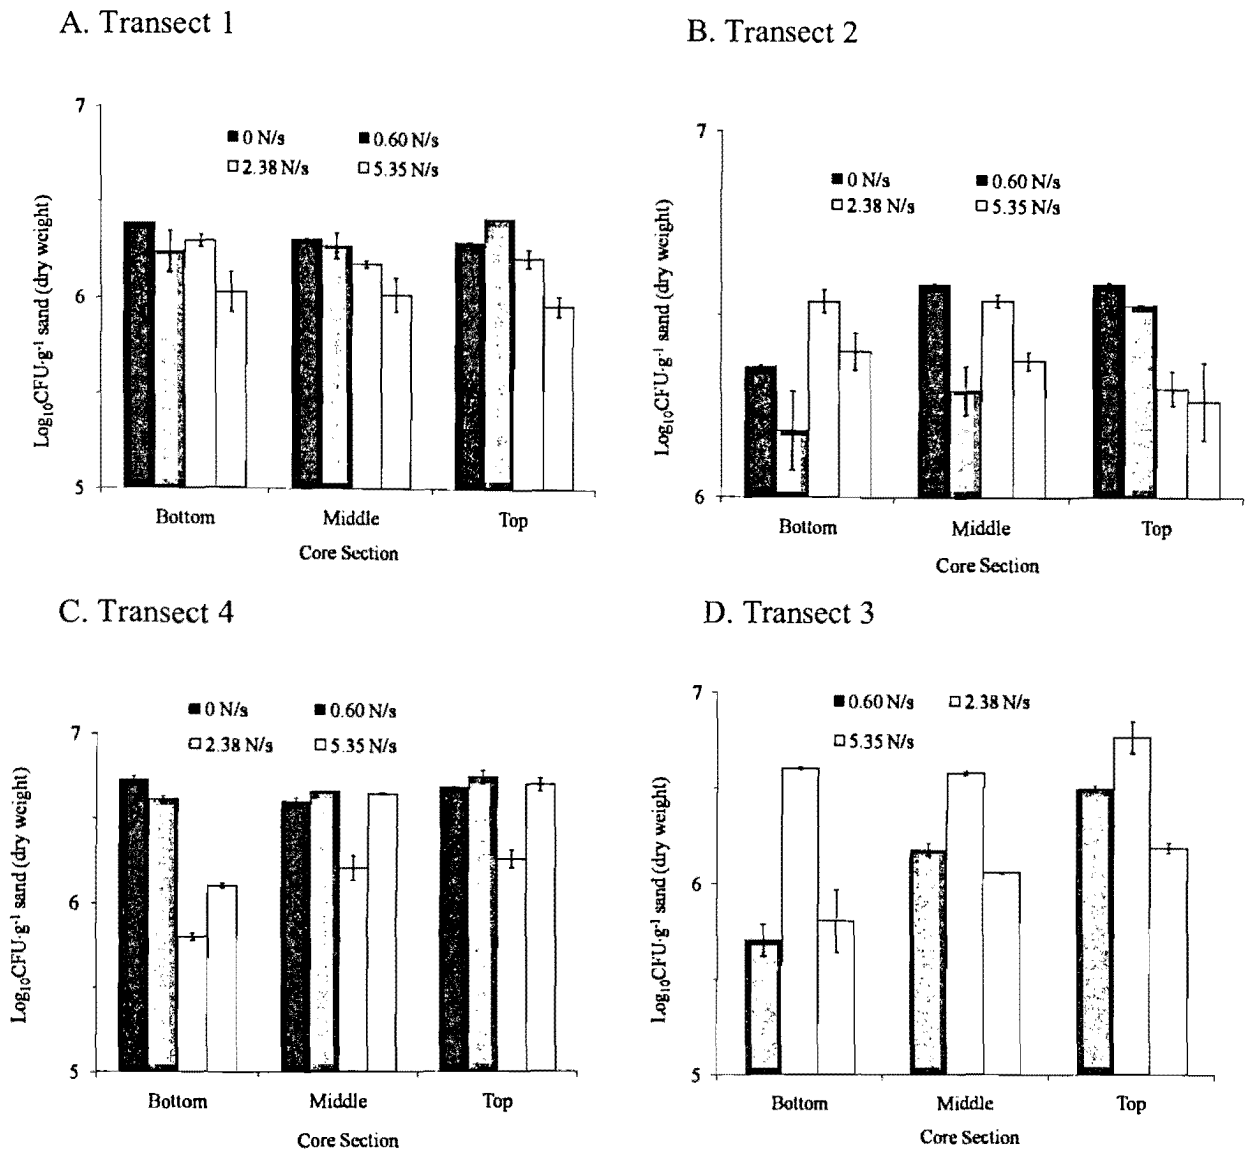 A. Transect 1
7
■ 0 N/s ■ 0.60 N/s
□ 2.38 N/s □ 5.35 N/s
6
5
Log₁₀CFU·g⁻¹ sand (dry weight)
Bottom Middle Top
Core Section
B. Transect 2
7
■ 0 N/s ■ 0.60 N/s
□ 2.38 N/s □ 5.35 N/s
6
Log₁₀CFU·g⁻¹ sand (dry weight)
Bottom Middle Top
Core Section
C. Transect 4
■ 0 N/s ■ 0.60 N/s
□ 2.38 N/s □ 5.35 N/s
7
6
5
Log₁₀CFU·g⁻¹ sand (dry weight)
Bottom Middle Top
Core Section
D. Transect 3
7
■ 0.60 N/s □ 2.38 N/s
□ 5.35 N/s
6
5
Log₁₀CFU·g⁻¹ sand (dry weight)
Bottom Middle Top
Core Section